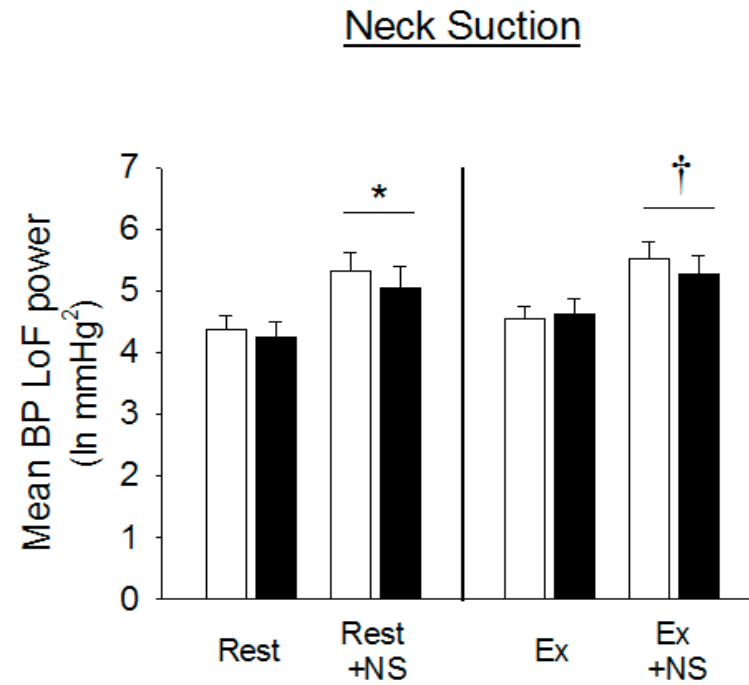 Neck Suction
Mean BP LoF power
(ln mmHg²)
7
6
5
4
3
2
1
0
*
†
Rest
Rest
+NS
Ex
Ex
+NS